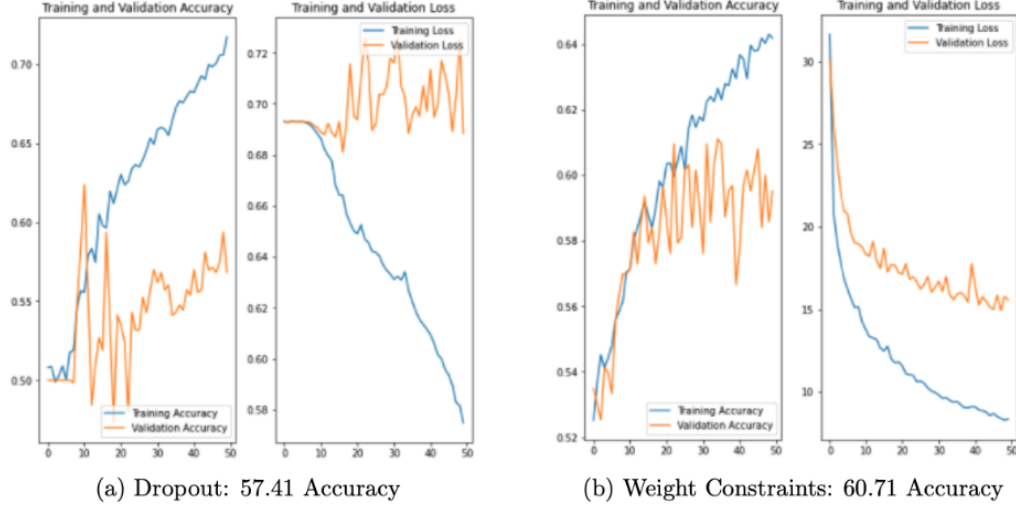 Training and Validation Accuracy
0.70
0.65
0.60
0.55
0.50
Training Accuracy
Validation Accuracy
0 10 20 30 40 50
Training and Validation Loss
Training Loss
Validation Loss
0.72
0.70
0.68
0.66
0.64
0.62
0.60
0.58
0 10 20 30 40 50
(a) Dropout: 57.41 Accuracy
Training and Validation Accuracy
0.64
0.62
0.60
0.58
0.56
0.54
0.52
Training Accuracy
Validation Accuracy
0 10 20 30 40 50
Training and Validation Loss
Training Loss
Validation Loss
30
25
20
15
10
0 10 20 30 40 50
(b) Weight Constraints: 60.71 Accuracy